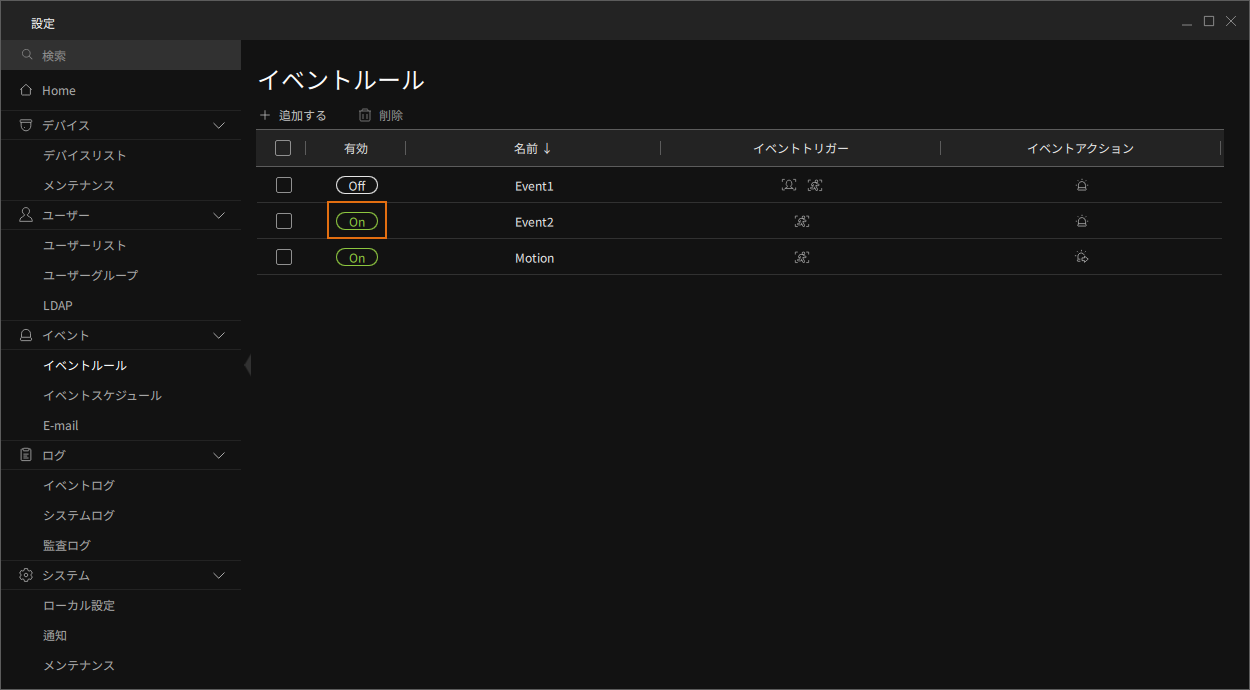 設定
検索
Home
デバイス
デバイスリスト
メンテナンス
ユーザー
ユーザーリスト
ユーザーグループ
LDAP
イベント
イベントルール
イベントスケジュール
E-mail
ログ
イベントログ
システムログ
監査ログ
システム
ローカル設定
通知
メンテナンス
イベントルール
追加する 削除
有効 名前 ↓ イベントトリガー イベントアクション
Off Event1
On Event2
On Motion